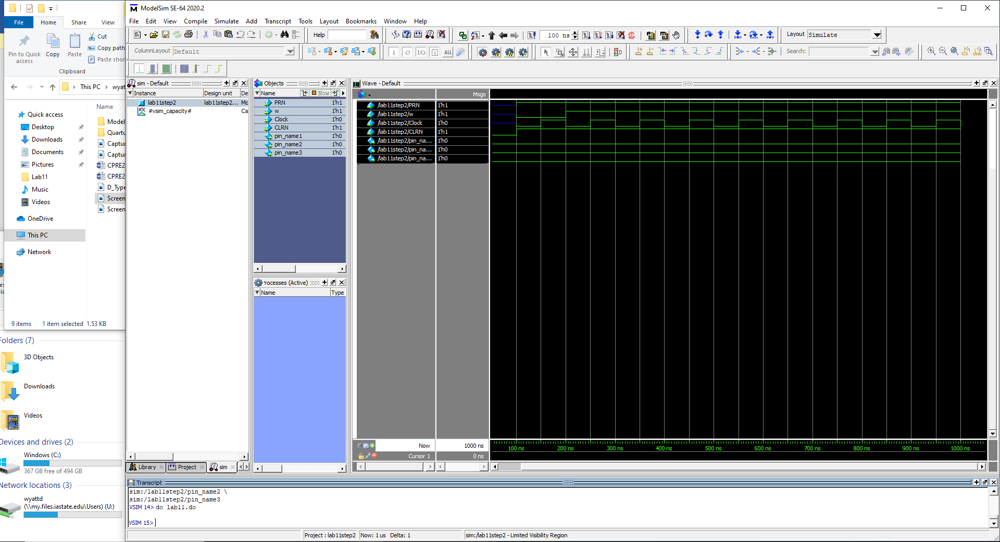 ModelSim SE-64 2020.2
File Edit View Compile Simulate Add Transcript Tools Layout Bookmarks Window Help
Help
100 ns
Layout Simulate
ColumnLayout Default
ALL
Search:
File Home Share View
Pin to Quick access
Copy
Paste
Cut
Copy path
Paste shor
Clipboard
This PC
wyatt
Name
Quick access
Desktop
Downloads
Documents
Pictures
Lab11
Music
Videos
OneDrive
This PC
Network
Model
Quartu
Captur
Captur
CPRE2
CPRE2
D_Type
Screen
Screen
9 items 1 item selected 1.53 KB
Folders (7)
3D Objects
Downloads
Videos
Devices and drives (2)
Windows (C:)
367 GB free of 494 GB
Network locations (3)
wyattd
(\\my.files.iastate.edu\Users) (U:)
sim - Default
Instance Design unit De
lab11step2 lab11step2... Mo
#vsim_capacity# Ca
Library Project sim
Objects
Name Now
PRN 1'h1
w 1'h1
Clock 1'h0
CLRN 1'h1
pin_name1 1'h0
pin_name2 1'h0
pin_name3 1'h0
Processes (Active)
Name Type
Wave - Default
Msgs
/lab11step2/PRN 1'h1
/lab11step2/w 1'h1
/lab11step2/Clock 1'h0
/lab11step2/CLRN 1'h1
/lab11step2/pin_na... 1'h0
/lab11step2/pin_na... 1'h0
/lab11step2/pin_na... 1'h0
Now 1000 ns
Cursor 1 0 ns
100 ns 200 ns 300 ns 400 ns 500 ns 600 ns 700 ns 800 ns 900 ns 1000 ns
Transcript
sim:/lab11step2/pin_name2 \
sim:/lab11step2/pin_name3
VSIM 14> do lab11.do
VSIM 15>
Project : lab11step2 Now: 1 us Delta: 1 sim:/lab11step2 - Limited Visibility Region